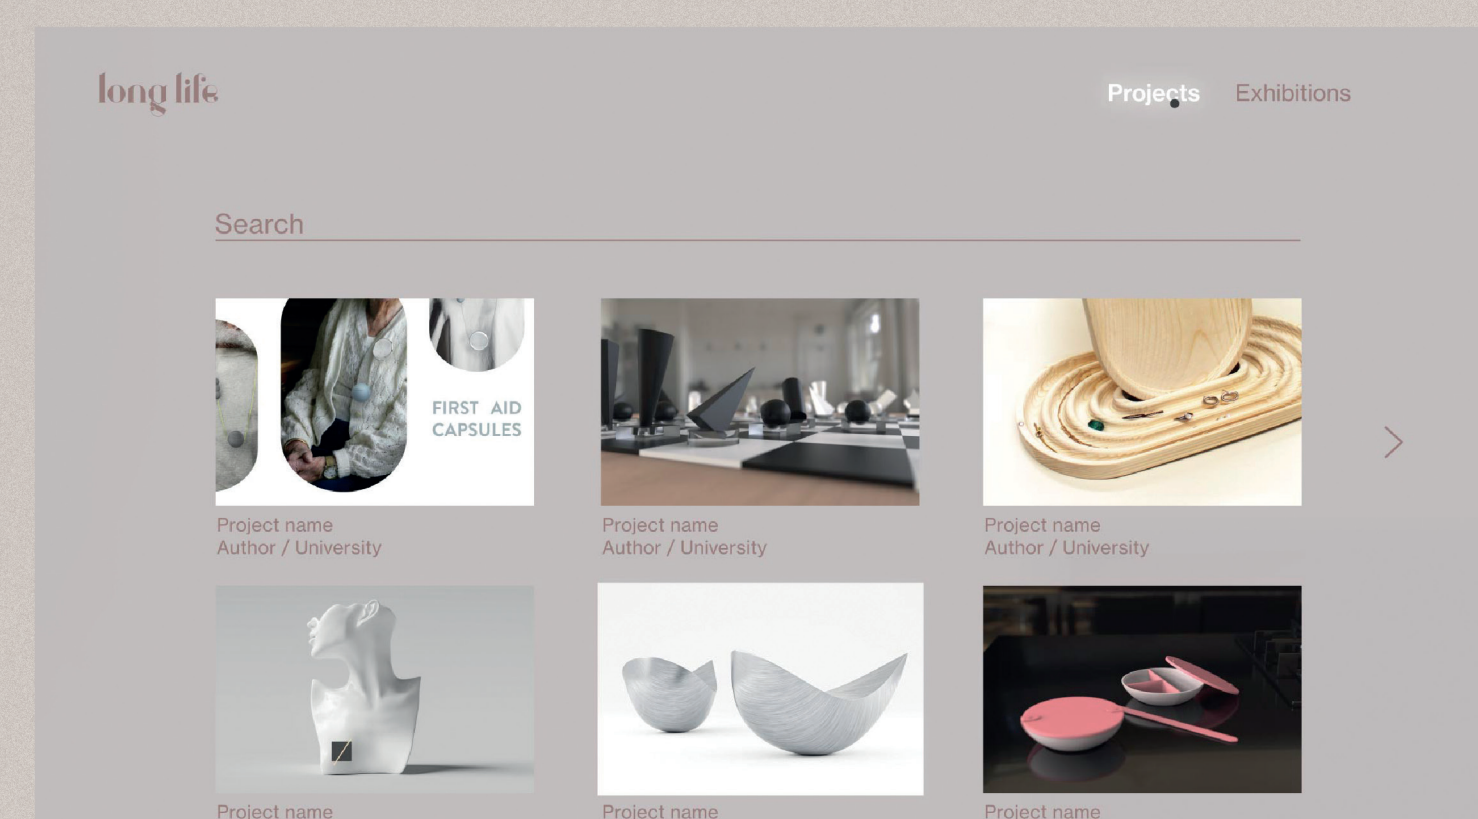 long life
Projects
Exhibitions
Search
FIRST AID
CAPSULES
Project name
Author / University
Project name
Author / University
Project name
Author / University
Project name
Project name
Project name